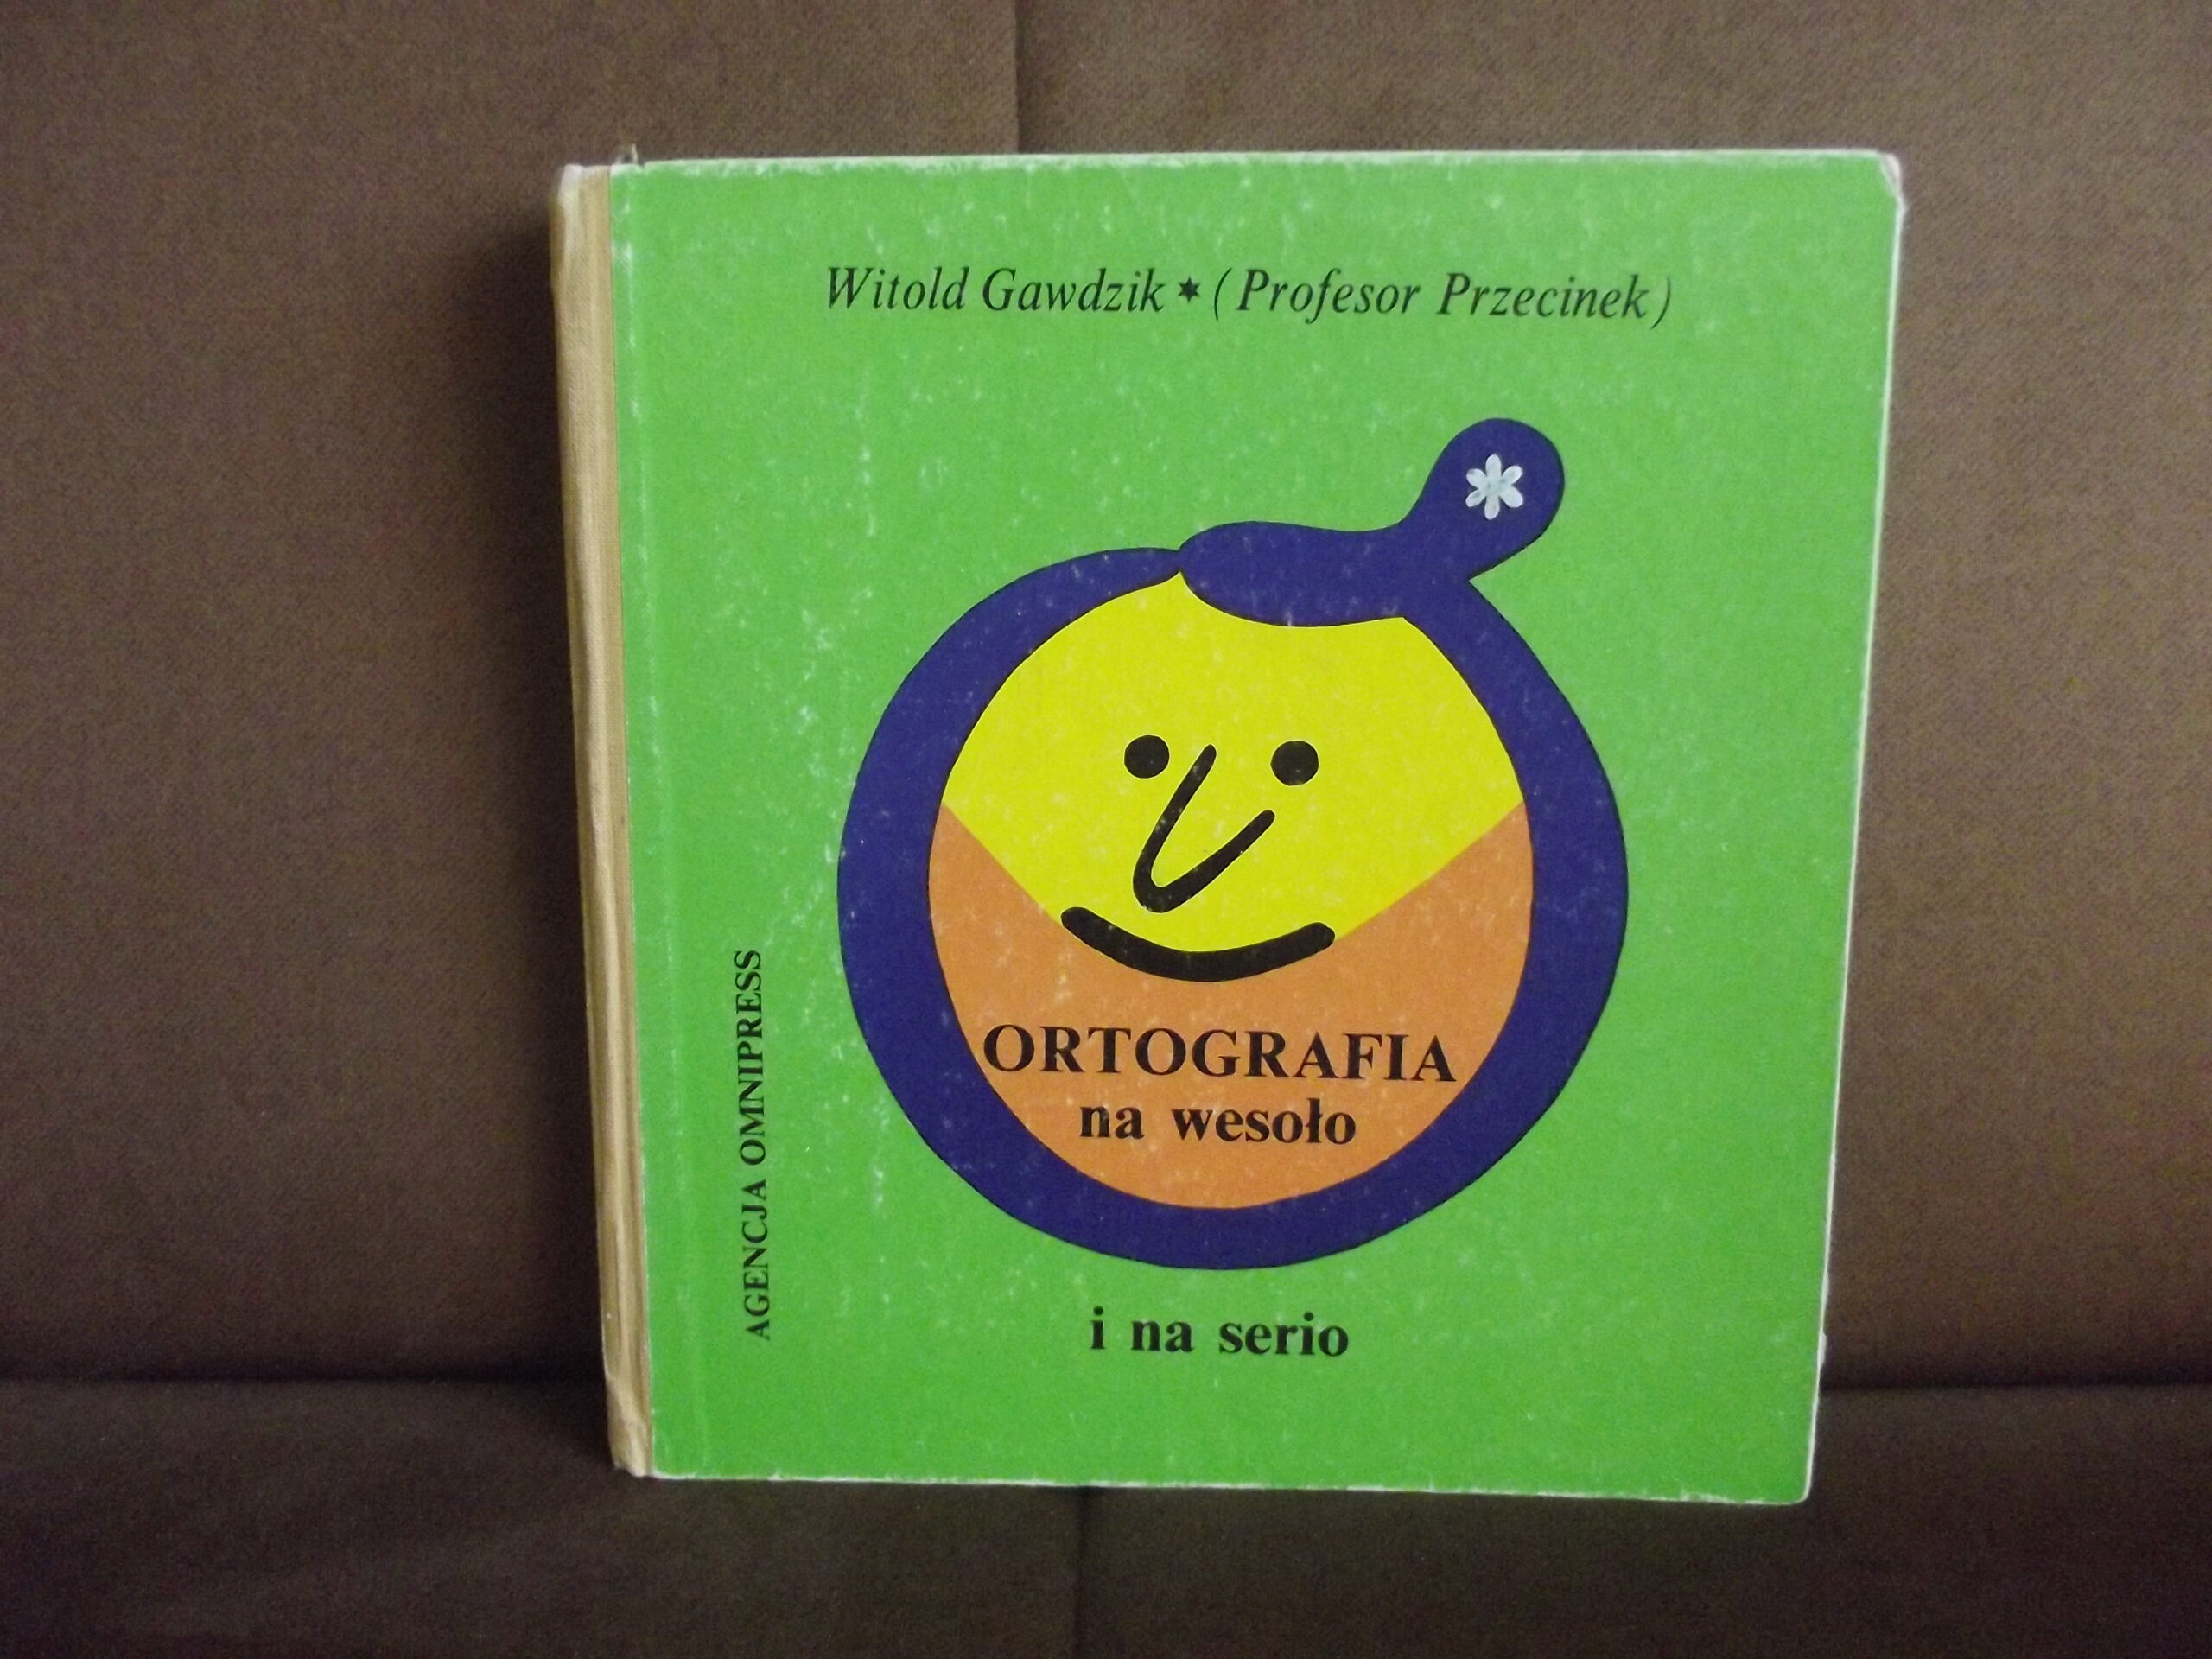 Witold Gawdzik * (Profesor Przecinek)
ORTOGRAFIA
na wesoło
i na serio
AGENCJA OMNIPRESS